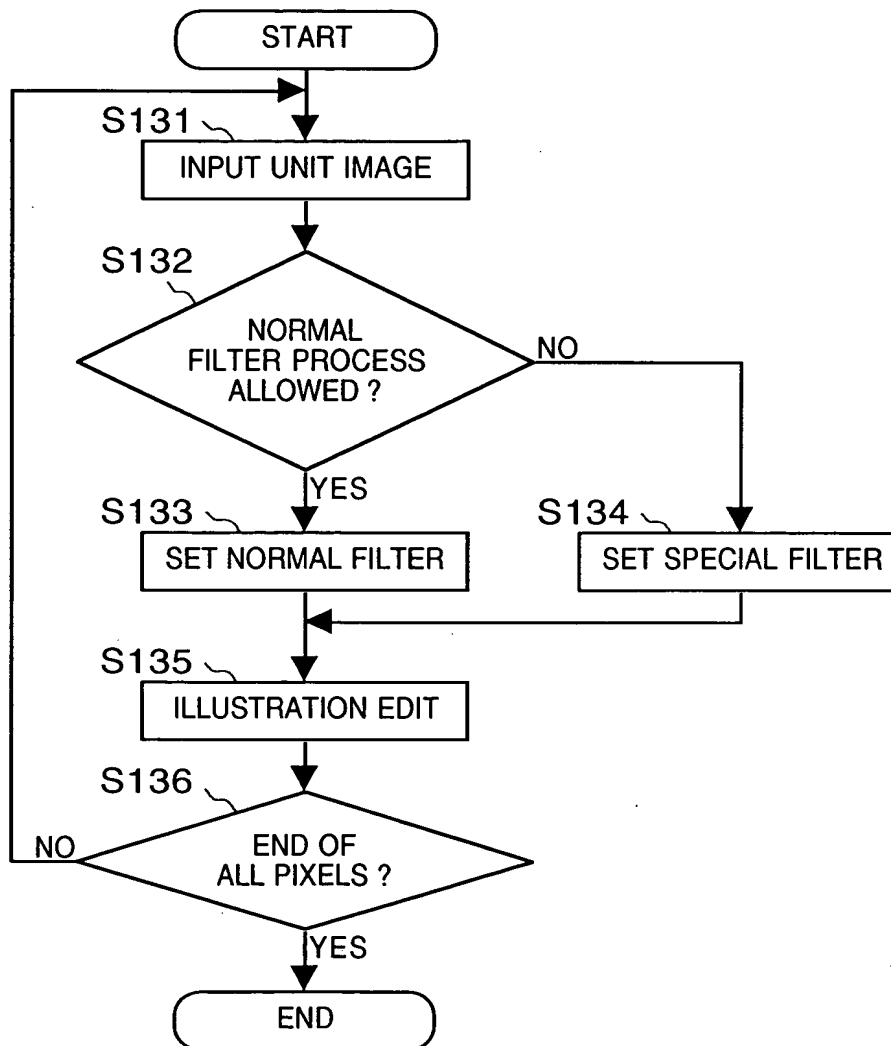 START
S131
INPUT UNIT IMAGE
S132
NORMAL
FILTER PROCESS
ALLOWED ?
NO
YES
S133
SET NORMAL FILTER
S134
SET SPECIAL FILTER
S135
ILLUSTRATION EDIT
S136
END OF
ALL PIXELS ?
NO
YES
END